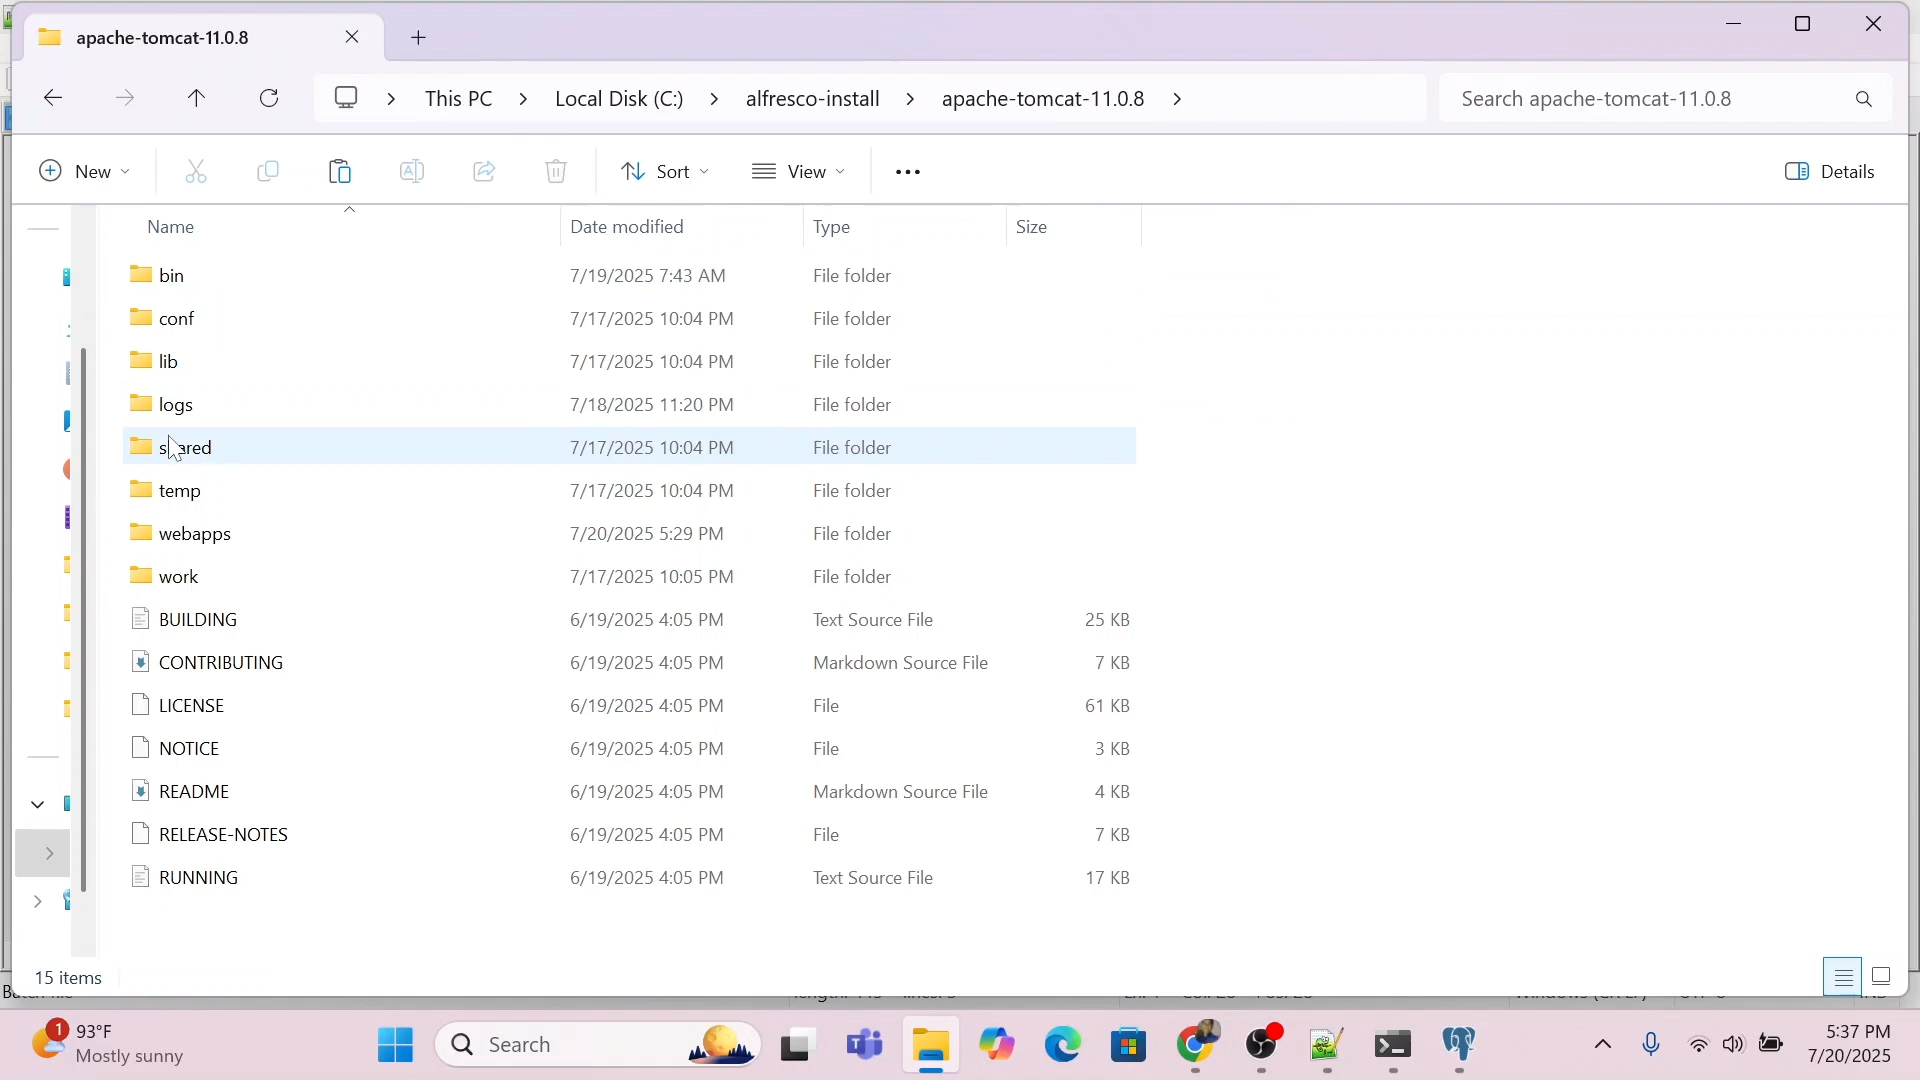 apache-tomcat-11.0.8
This PC > Local Disk (C:) > alfresco-install > apache-tomcat-11.0.8 >
Search apache-tomcat-11.0.8
New
Sort
View
Details
Name Date modified Type Size
bin 7/19/2025 7:43 AM File folder
conf 7/17/2025 10:04 PM File folder
lib 7/17/2025 10:04 PM File folder
logs 7/18/2025 11:20 PM File folder
shared 7/17/2025 10:04 PM File folder
temp 7/17/2025 10:04 PM File folder
webapps 7/20/2025 5:29 PM File folder
work 7/17/2025 10:05 PM File folder
BUILDING 6/19/2025 4:05 PM Text Source File 25 KB
CONTRIBUTING 6/19/2025 4:05 PM Markdown Source File 7 KB
LICENSE 6/19/2025 4:05 PM File 61 KB
NOTICE 6/19/2025 4:05 PM File 3 KB
README 6/19/2025 4:05 PM Markdown Source File 4 KB
RELEASE-NOTES 6/19/2025 4:05 PM File 7 KB
RUNNING 6/19/2025 4:05 PM Text Source File 17 KB
15 items
1
93°F
Mostly sunny
Search
5:37 PM
7/20/2025